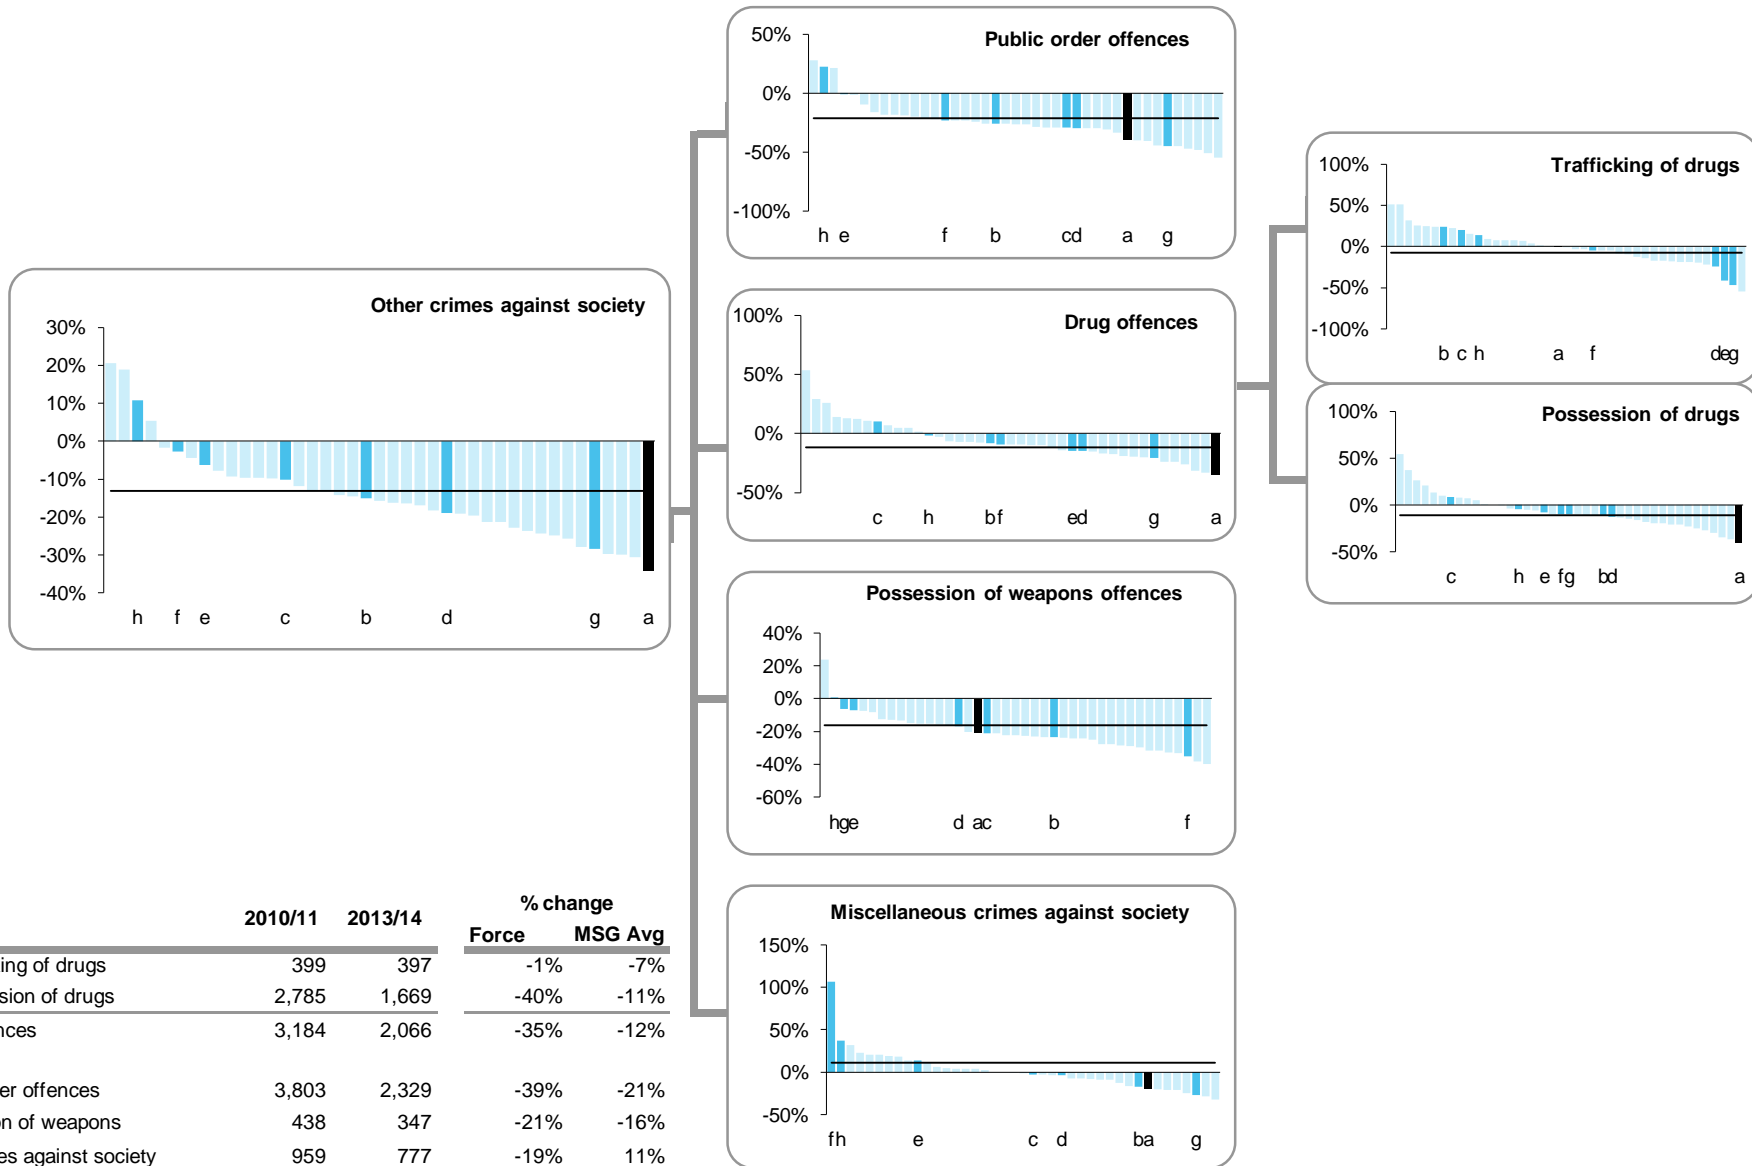 Public order offences
50%
0%
-50%
-100%
h e f b cd a g
Trafficking of drugs
100%
50%
0%
-50%
-100%
b c h a f deg
Other crimes against society
30%
20%
10%
0%
-10%
-20%
-30%
-40%
h f e c b d g a
Drug offences
100%
50%
0%
-50%
c h b f ed g a
Possession of drugs
100%
50%
0%
-50%
c h e fg bd a
Possession of weapons offences
40%
20%
0%
-20%
-40%
-60%
hge d ac b f
Miscellaneous crimes against society
150%
100%
50%
0%
-50%
fh e c d ba g
2010/11 2013/14 % change
Force MSG Avg
ing of drugs 399 397 -1% -7%
sion of drugs 2,785 1,669 -40% -11%
nces 3,184 2,066 -35% -12%
er offences 3,803 2,329 -39% -21%
on of weapons 438 347 -21% -16%
es against society 959 777 -19% 11%